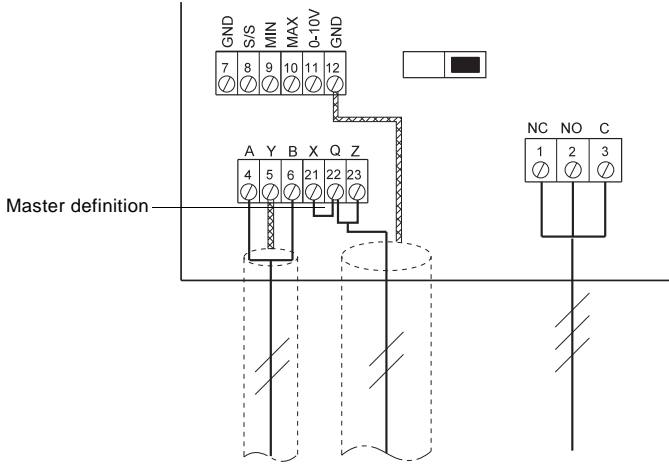 GND S/S MIN MAX 0-10V GND
7 8 9 10 11 12
NC NO C
1 2 3
A Y B X Q Z
4 5 6 21 22 23
Master definition